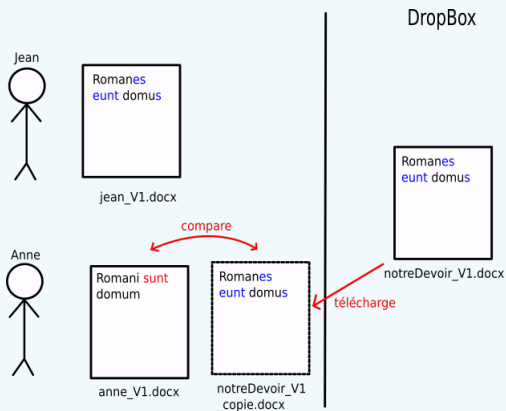 DropBox
Jean
Romanes
eunt domus
jean_V1.docx
Romanes
eunt domus
notreDevoir_V1.docx
compare
Anne
Romani sunt
domum
anne_V1.docx
Romanes
eunt domus
notreDevoir_V1
_copie.docx
télécharge